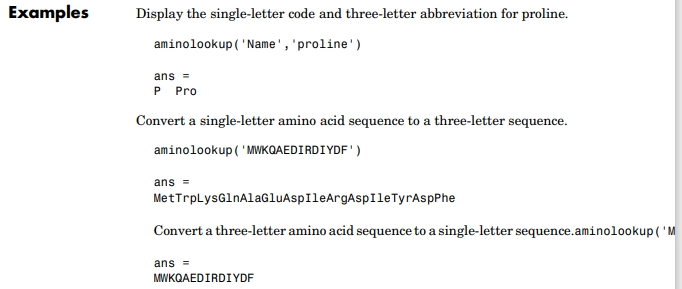 Examples
Display the single-letter code and three-letter abbreviation for proline.
aminolookup('Name','proline')
ans =
P  Pro
Convert a single-letter amino acid sequence to a three-letter sequence.
aminolookup('MWKQAEDIRDIYDF')
ans =
MetTrpLysGlnAlaGluAspIleArgAspIleTyrAspPhe
Convert a three-letter amino acid sequence to a single-letter sequence.aminolookup('M
ans =
MWKQAEDIRDIYDF